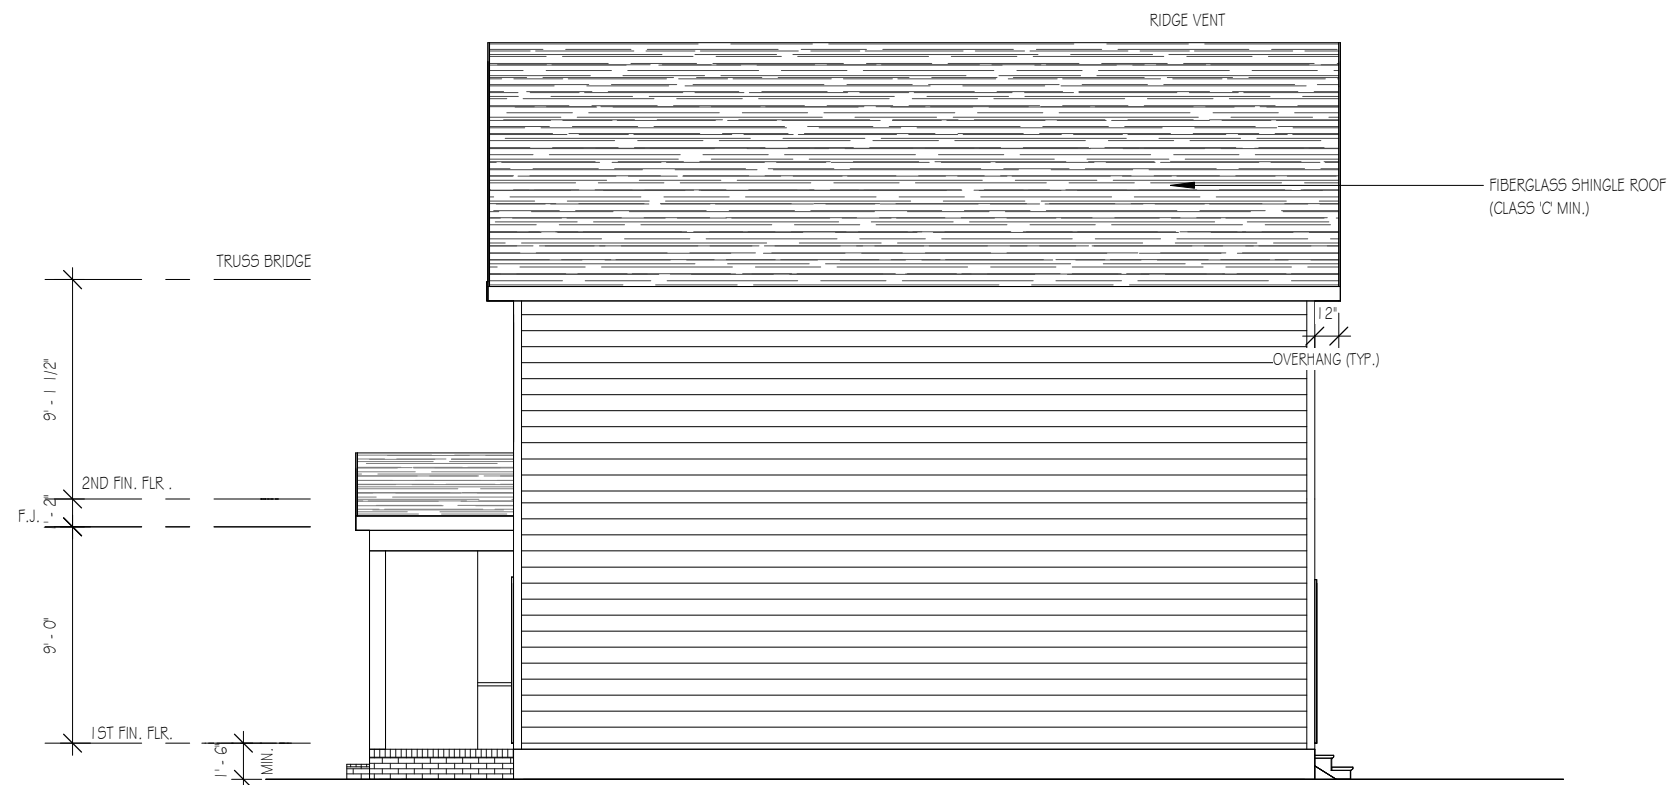 RIDGE VENT
FIBERGLASS SHINGLE ROOF
(CLASS 'C' MIN.)
TRUSS BRIDGE
12"
OVERHANG (TYP.)
9' - 1 1/2"
2ND FIN. FLR .
F.J.
- 2"
9' - 0"
1ST FIN. FLR.
1' - 6"
MIN.